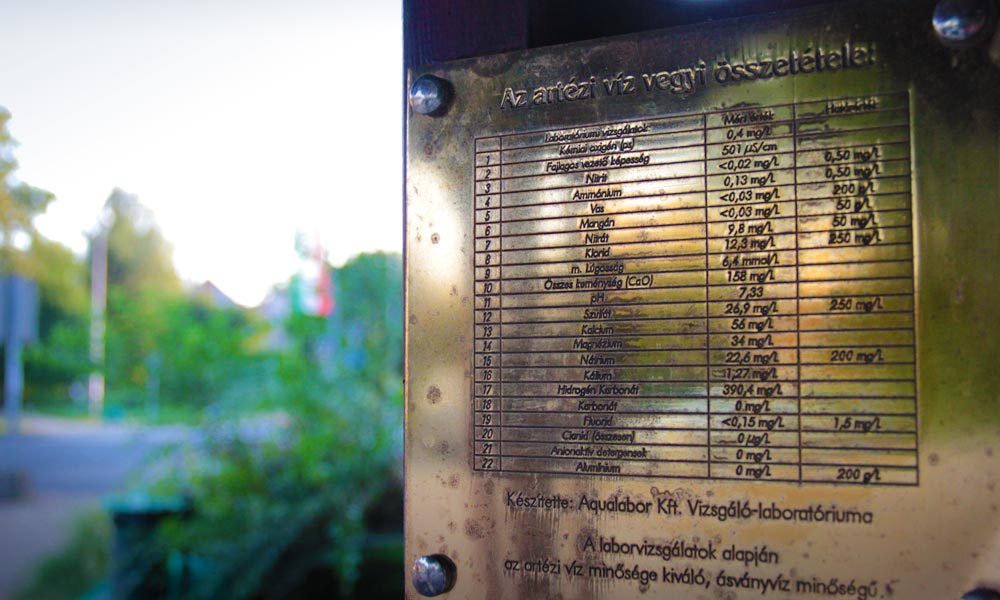 Az artézi víz vegyi összetétele:
Laboratóriumi vizsgálatok: Mért érték Határérték
1 Kémiai oxigén (ps) 0,4 mg/l
2 Fajlagos vezető képesség 501 µS/cm
3 Nitrit <0,02 mg/l 0,50 mg/l
4 Ammónium 0,13 mg/l 0,50 mg/l
5 Vas <0,03 mg/l 200 g/l
6 Mangán <0,03 mg/l 50 g/l
7 Nitrát 9,8 mg/l 50 mg/l
8 Klorid 12,3 mg/l 250 mg/l
9 m. Lúgosság 6,4 mmol/l
10 Összes keménység (CaO) 158 mg/l
11 pH 7,33
12 Szulfát 26,9 mg/l 250 mg/l
13 Kalcium 56 mg/l
14 Magnézium 34 mg/l
15 Nátrium 22,6 mg/l 200 mg/l
16 Kálium 1,27 mg/l
17 Hidrogén Karbonát 390,4 mg/l
18 Karbonát 0 mg/l
19 Fluorid <0,15 mg/l 1,5 mg/l
20 Cianid (összesen) 0 µg/l
21 Anionaktív detergensek 0 mg/l
22 Alumínium 0 mg/l 200 g/l
Készítette: Aqualabor Kft. Vizsgáló-laboratóriuma
A laborvizsgálatok alapján
az artézi víz minősége kiváló, ásványvíz minőségű.